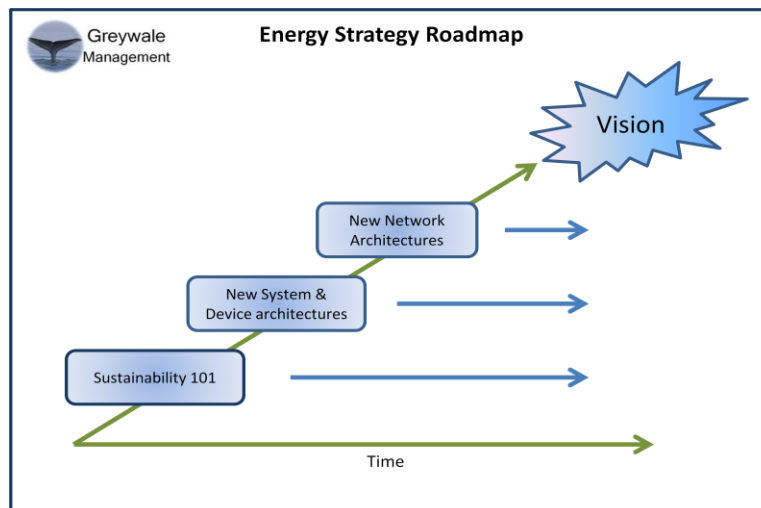 Greywale
Management
Energy Strategy Roadmap
Vision
New Network
Architectures
New System &
Device architectures
Sustainability 101
Time